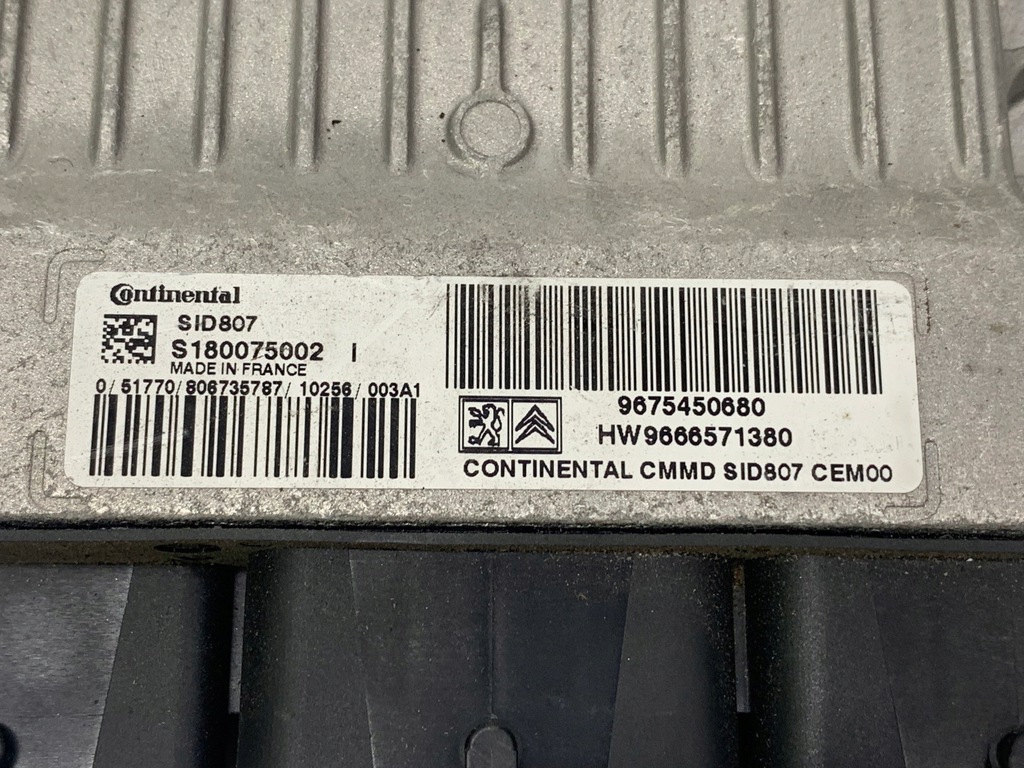 Continental
SID807
S180075002 I
MADE IN FRANCE
0/ 51770/ 806735787/ 10256/ 003A1
9675450680
HW9666571380
CONTINENTAL CMMD SID807 CEM00